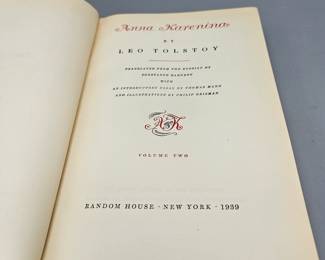 Anna Karenina
BY
LEO TOLSTOY
TRANSLATED FROM THE RUSSIAN BY
CONSTANCE GARNETT
WITH
AN INTRODUCTORY ESSAY BY THOMAS MANN
AND ILLUSTRATIONS BY PHILIP REISMAN
AK
VOLUME TWO
RANDOM HOUSE · NEW YORK · 1939